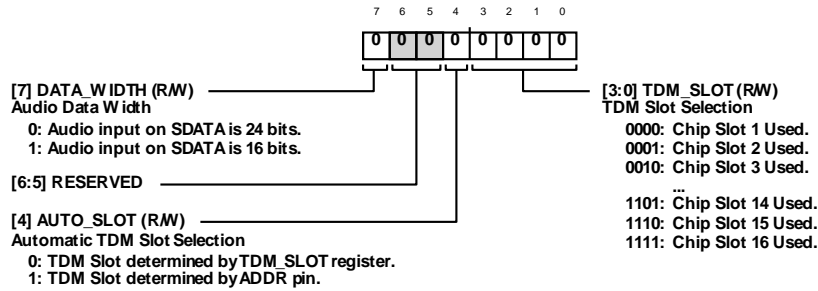 7 6 5 4 3 2 1 0
0 0 0 0 0 0 0 0
[7] DATA_WIDTH (R/W)
Audio Data Width
0: Audio input on SDATA is 24 bits.
1: Audio input on SDATA is 16 bits.
[6:5] RESERVED
[4] AUTO_SLOT (R/W)
Automatic TDM Slot Selection
0: TDM Slot determined by TDM_SLOT register.
1: TDM Slot determined by ADDR pin.
[3:0] TDM_SLOT (R/W)
TDM Slot Selection
0000: Chip Slot 1 Used.
0001: Chip Slot 2 Used.
0010: Chip Slot 3 Used.
...
1101: Chip Slot 14 Used.
1110: Chip Slot 15 Used.
1111: Chip Slot 16 Used.